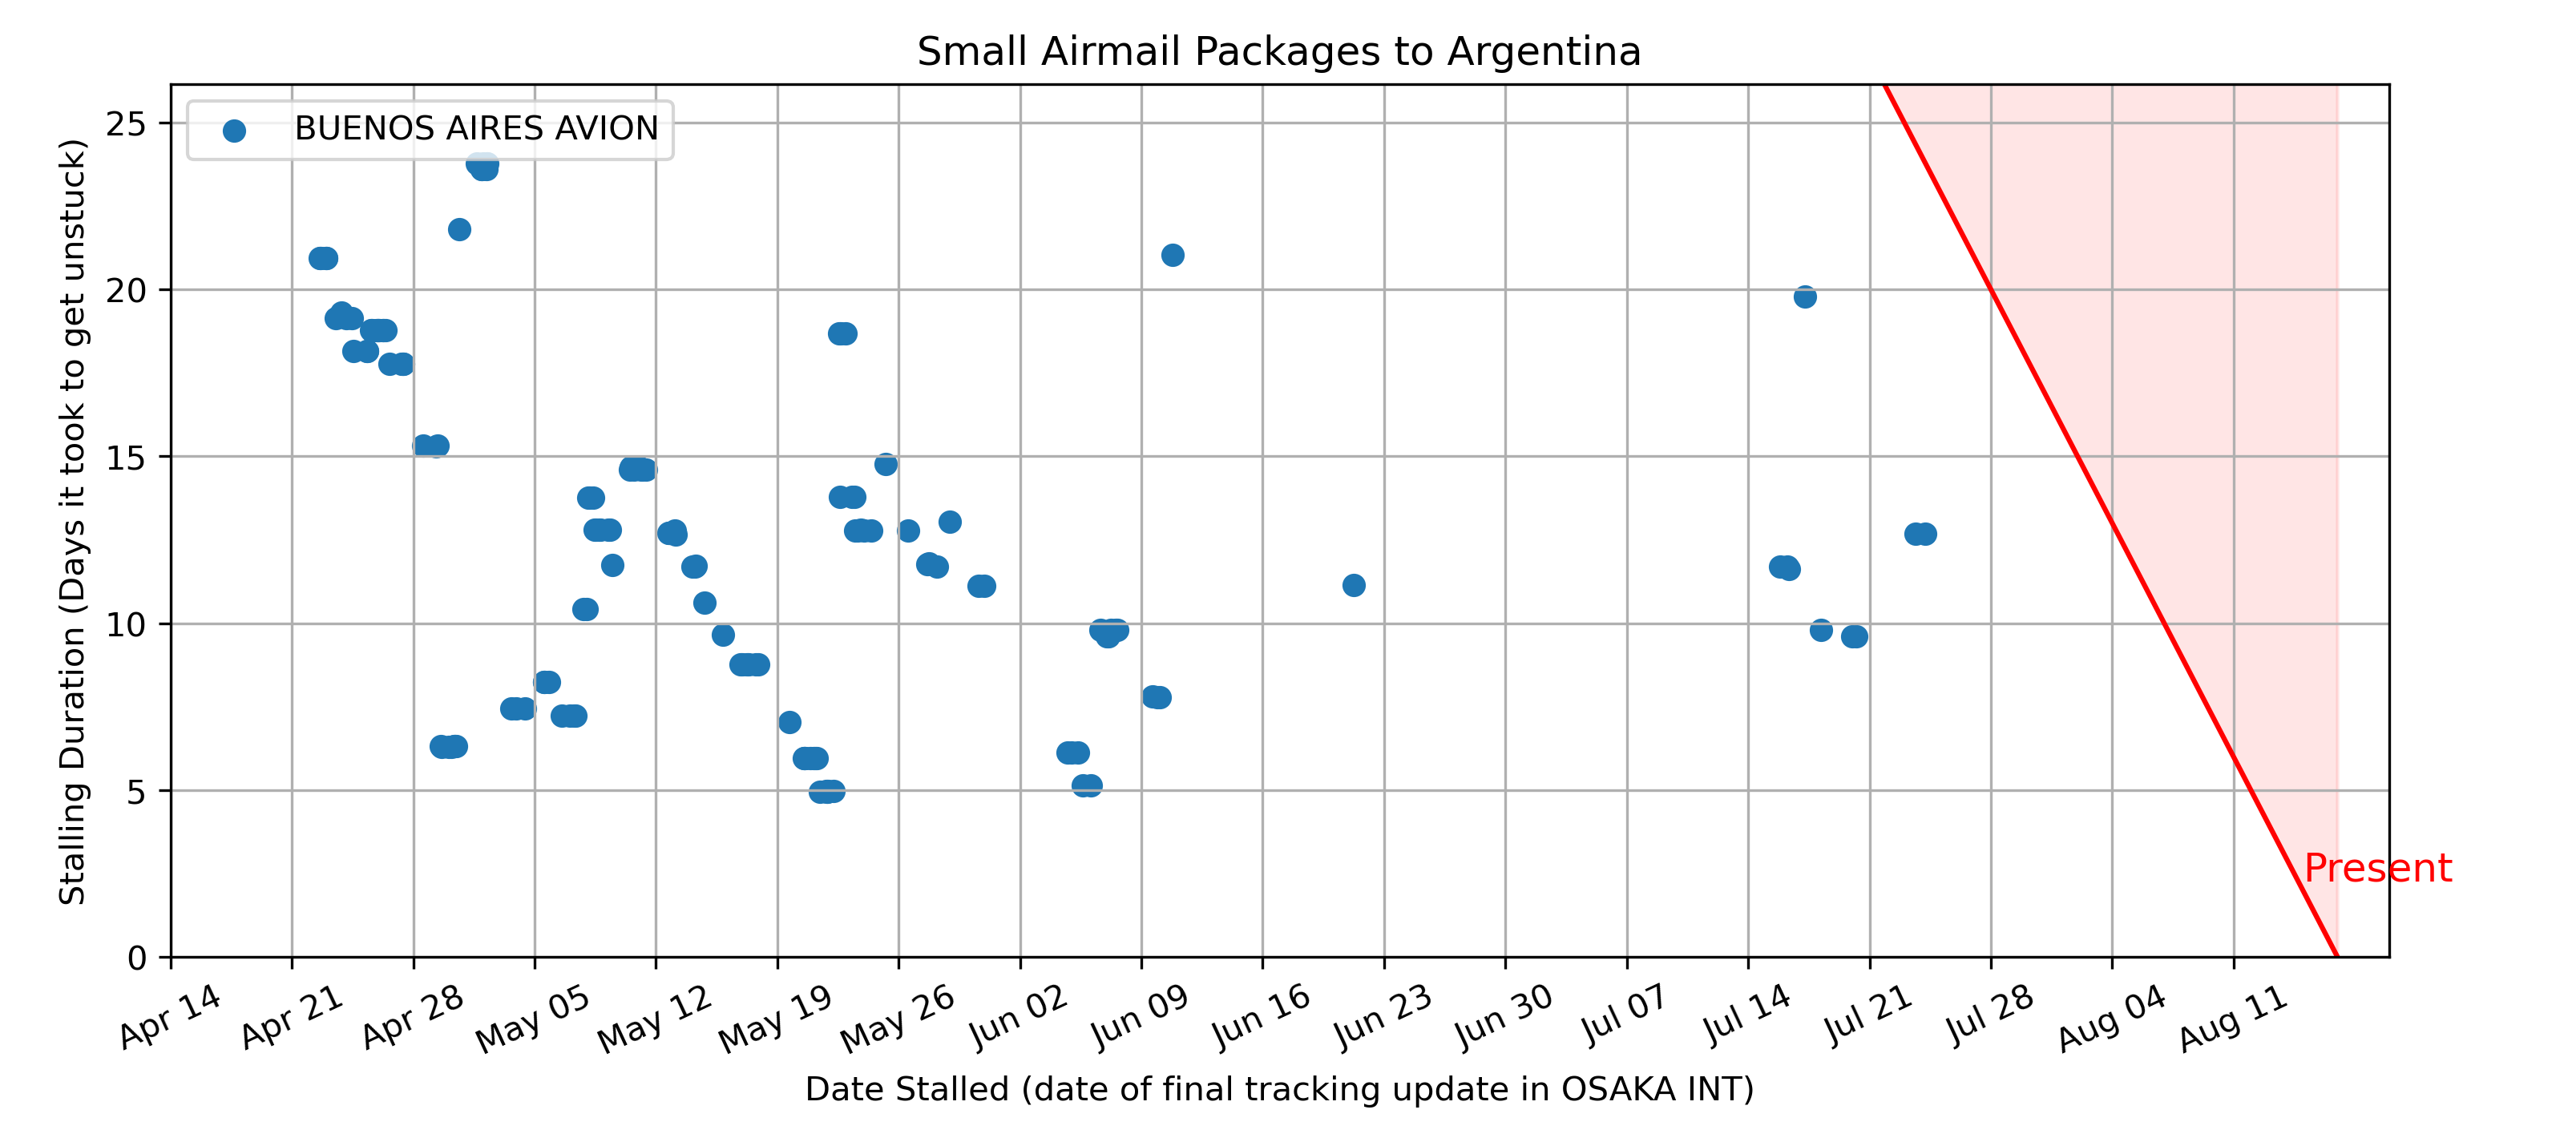 Small Airmail Packages to Argentina
BUENOS AIRES AVION
Stalling Duration (Days it took to get unstuck)
25
20
15
10
5
0
Present
Apr 14
Apr 21
Apr 28
May 05
May 12
May 19
May 26
Jun 02
Jun 09
Jun 16
Jun 23
Jun 30
Jul 07
Jul 14
Jul 21
Jul 28
Aug 04
Aug 11
Date Stalled (date of final tracking update in OSAKA INT)